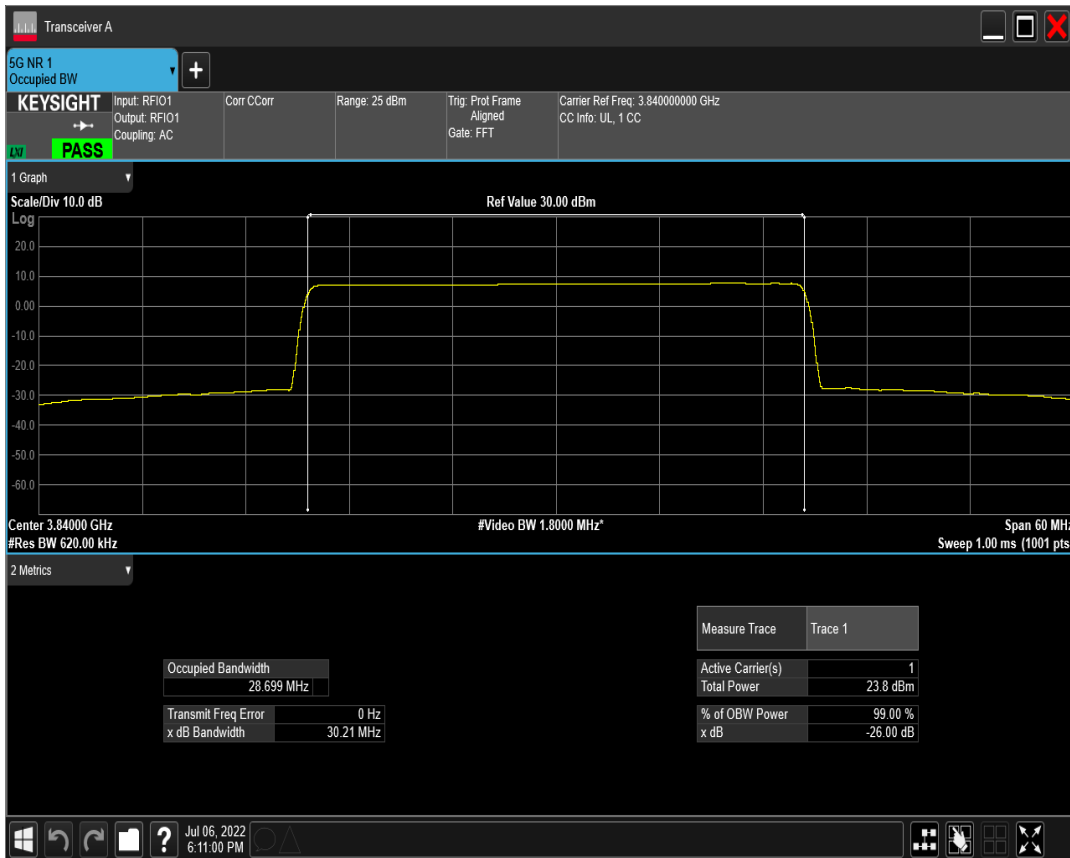 Transceiver A
5G NR 1
Occupied BW
+
KEYSIGHT
LXI
PASS
Input: RFIO1
Output: RFIO1
Coupling: AC
Corr CCorr
Range: 25 dBm
Trig: Prot Frame
Aligned
Gate: FFT
Carrier Ref Freq: 3.840000000 GHz
CC Info: UL, 1 CC
1 Graph
Scale/Div 10.0 dB
Ref Value 30.00 dBm
Log
20.0
10.0
0.00
-10.0
-20.0
-30.0
-40.0
-50.0
-60.0
Center 3.84000 GHz
#Video BW 1.8000 MHz*
Span 60 MHz
#Res BW 620.00 kHz
Sweep 1.00 ms (1001 pts
2 Metrics
Measure Trace Trace 1
Occupied Bandwidth
28.699 MHz
Active Carrier(s) 1
Total Power 23.8 dBm
Transmit Freq Error 0 Hz
x dB Bandwidth 30.21 MHz
% of OBW Power 99.00 %
x dB -26.00 dB
?
Jul 06, 2022
6:11:00 PM